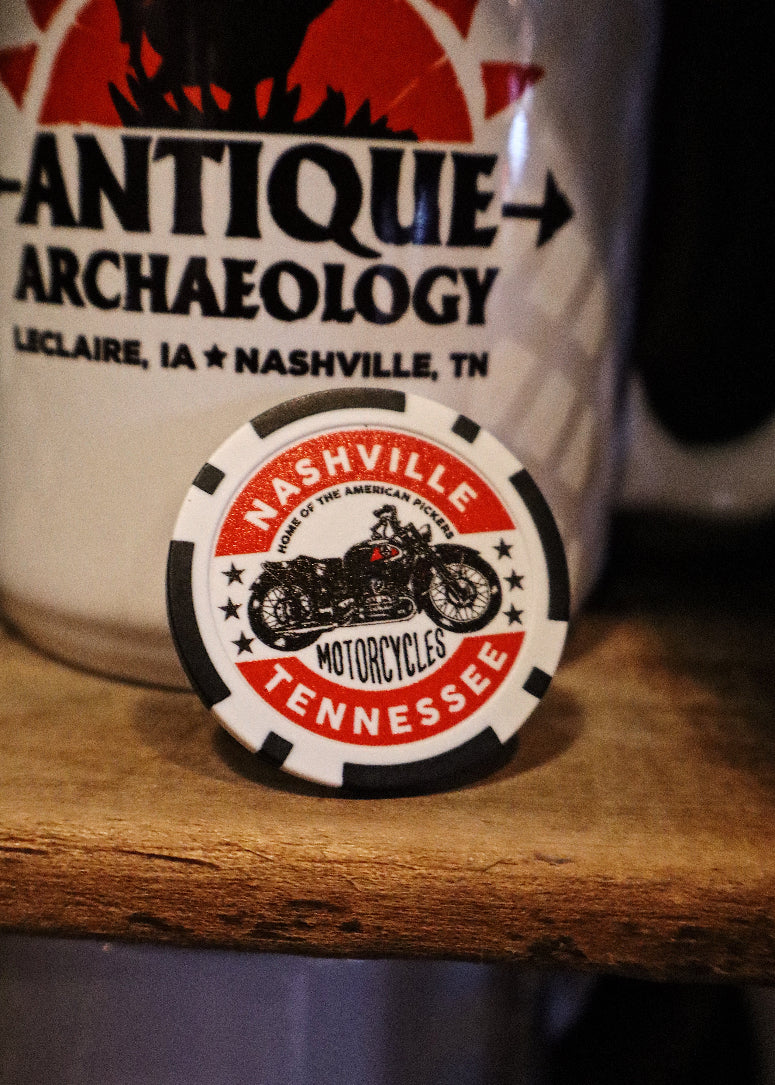 ANTIQUE
ARCHAEOLOGY
LECLAIRE, IA ★ NASHVILLE, TN
NASHVILLE
HOME OF THE AMERICAN PICKERS
MOTORCYCLES
TENNESSEE